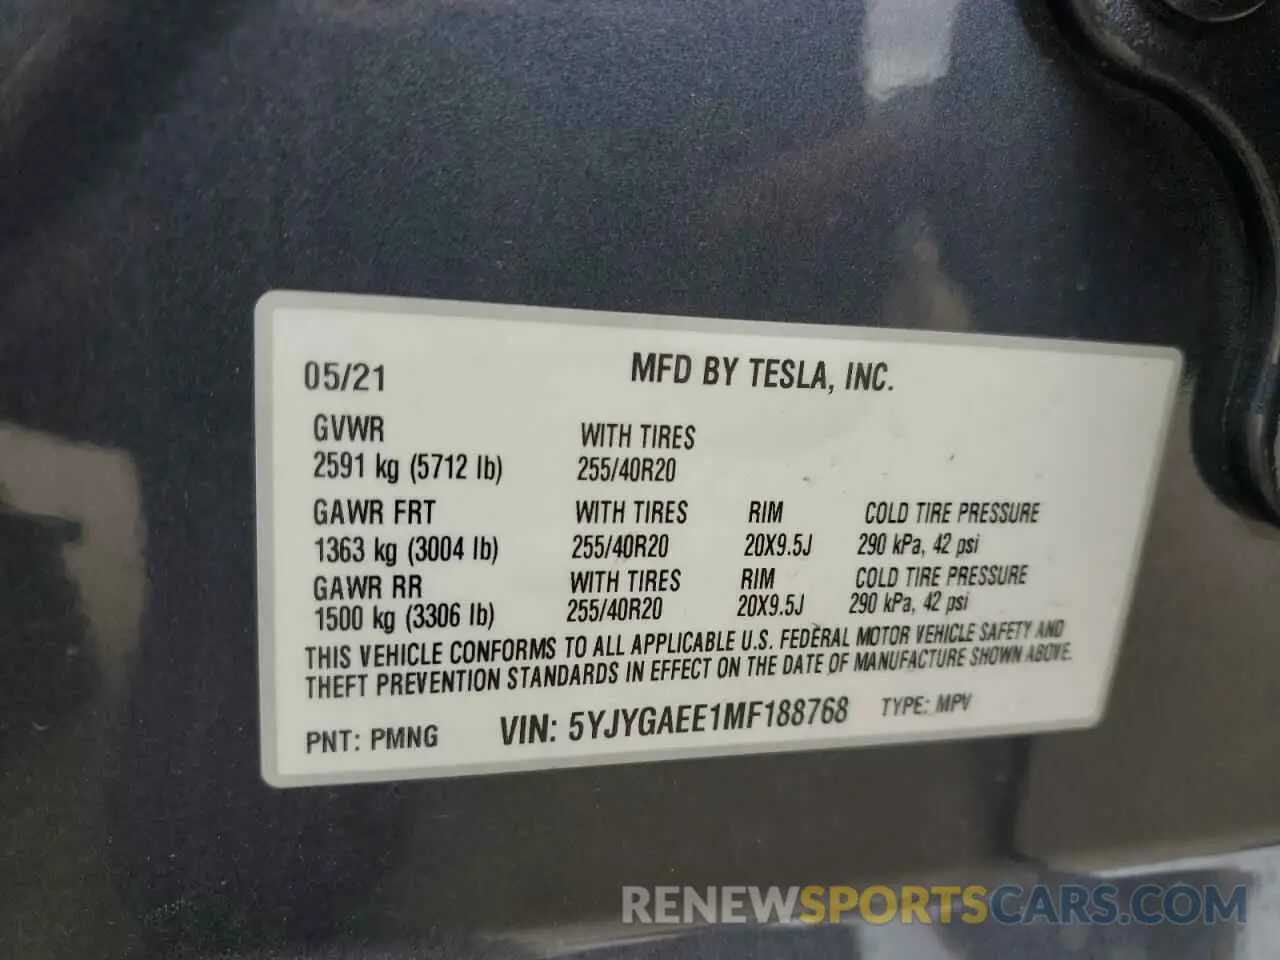 05/21 MFD BY TESLA, INC.
GVWR WITH TIRES
2591 kg (5712 lb) 255/40R20
GAWR FRT WITH TIRES RIM COLD TIRE PRESSURE
1363 kg (3004 lb) 255/40R20 20X9.5J 290 kPa, 42 psi
GAWR RR WITH TIRES RIM COLD TIRE PRESSURE
1500 kg (3306 lb) 255/40R20 20X9.5J 290 kPa, 42 psi
THIS VEHICLE CONFORMS TO ALL APPLICABLE U.S. FEDERAL MOTOR VEHICLE SAFETY AND
THEFT PREVENTION STANDARDS IN EFFECT ON THE DATE OF MANUFACTURE SHOWN ABOVE.
PNT: PMNG VIN: 5YJYGAEE1MF188768 TYPE: MPV
RENEWSPORTSCARS.COM